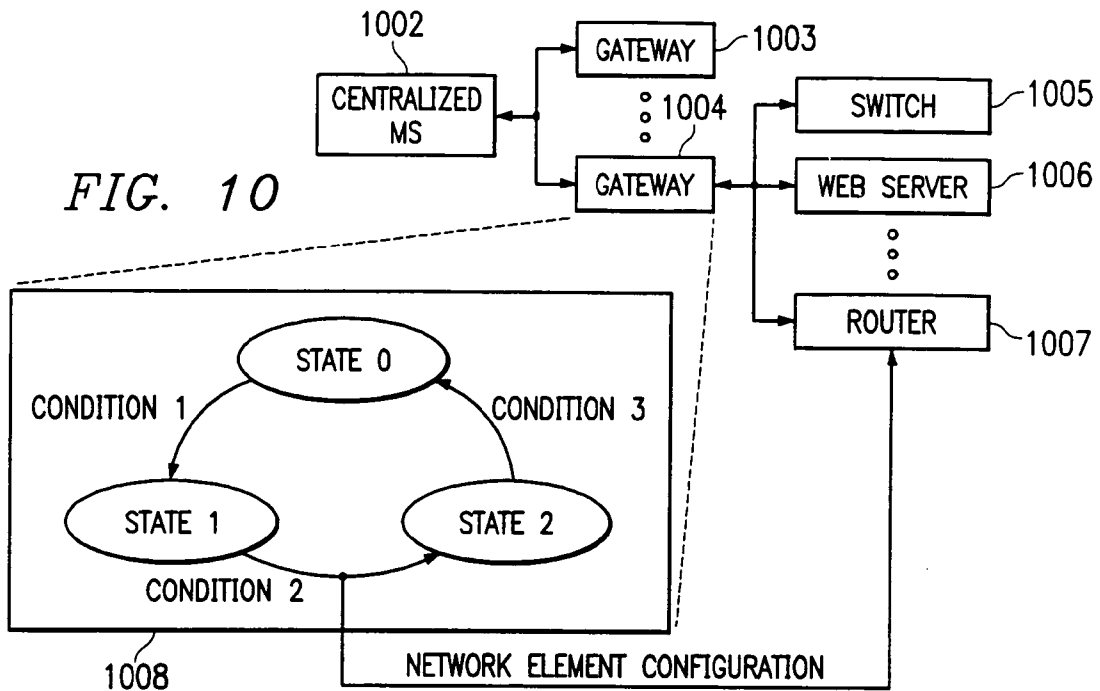 1002
GATEWAY
1003
CENTRALIZED
MS
1004
SWITCH
1005
GATEWAY
WEB SERVER
1006
FIG. 10
ROUTER
1007
STATE 0
CONDITION 1
CONDITION 3
STATE 1
STATE 2
CONDITION 2
1008
NETWORK ELEMENT CONFIGURATION